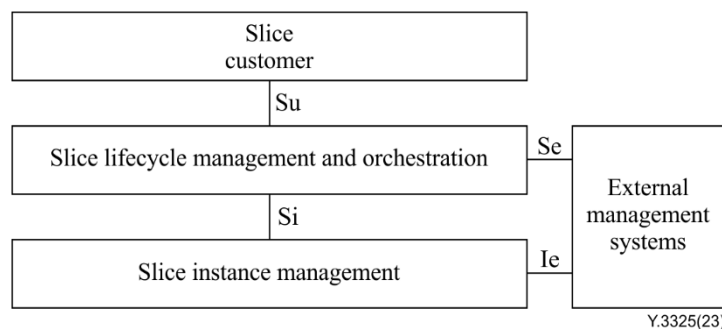 Slice
customer
Su
Slice lifecycle management and orchestration
Se
External
management
systems
Si
Slice instance management
Ie
Y.3325(23)